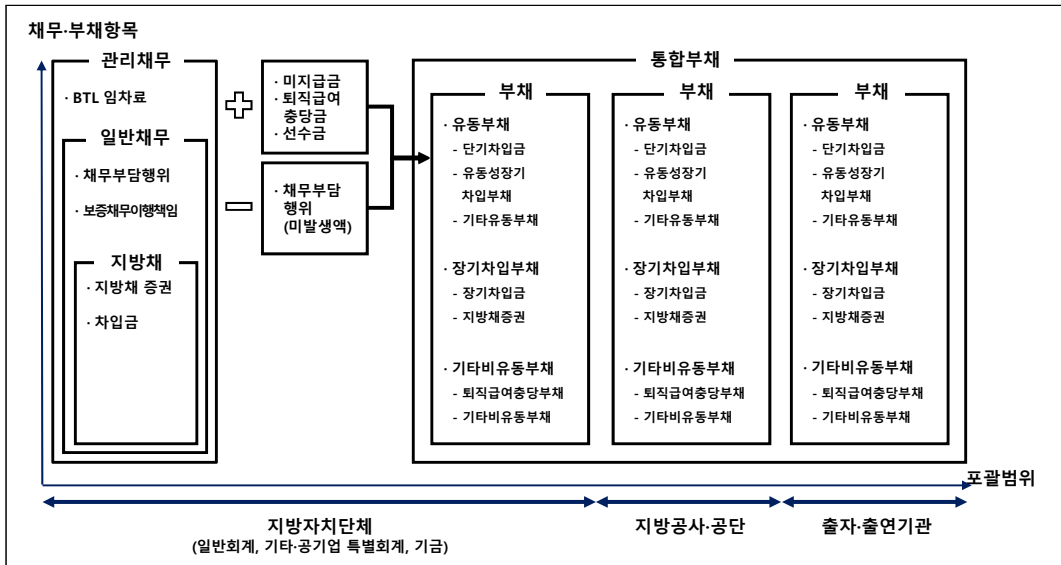 채무·부채항목
관리채무
· BTL 임차료
일반채무
· 채무부담행위
· 보증채무이행책임
지방채
· 지방채 증권
· 차입금
· 미지급금
· 퇴직급여
충당금
· 선수금
· 채무부담
행위
(미발생액)
통합부채
부채
· 유동부채
- 단기차입금
- 유동성장기
차입부채
- 기타유동부채
· 장기차입부채
- 장기차입금
- 지방채증권
· 기타비유동부채
- 퇴직급여충당부채
- 기타비유동부채
부채
· 유동부채
- 단기차입금
- 유동성장기
차입부채
- 기타유동부채
· 장기차입부채
- 장기차입금
- 지방채증권
· 기타비유동부채
- 퇴직급여충당부채
- 기타비유동부채
부채
· 유동부채
- 단기차입금
- 유동성장기
차입부채
- 기타유동부채
· 장기차입부채
- 장기차입금
- 지방채증권
· 기타비유동부채
- 퇴직급여충당부채
- 기타비유동부채
포괄범위
지방자치단체
(일반회계, 기타·공기업 특별회계, 기금)
지방공사·공단
출자·출연기관